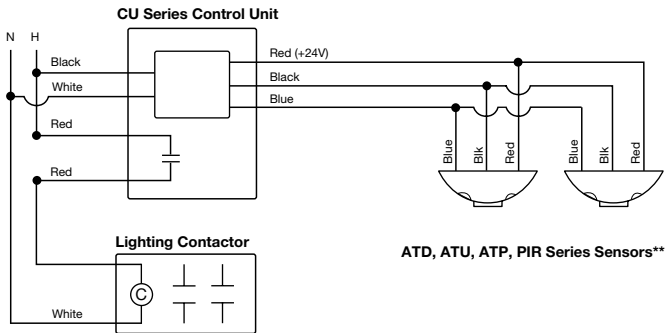 CU Series Control Unit
N H
Black
White
Red
Red
Red (+24V)
Black
Blue
Blue
Blk
Red
Blue
Blk
Red
Lighting Contactor
C
White
ATD, ATU, ATP, PIR Series Sensors**